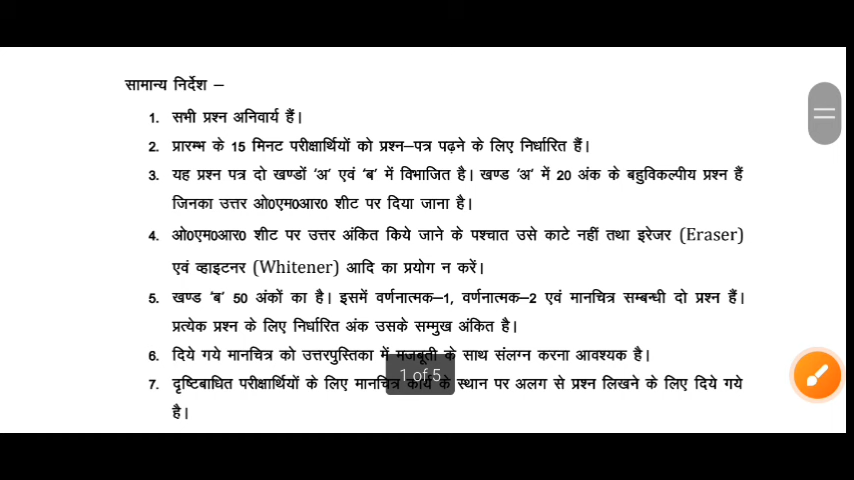 सामान्य निर्देश –
1. सभी प्रश्न अनिवार्य हैं।
2. प्रारम्भ के 15 मिनट परीक्षार्थियों को प्रश्न–पत्र पढ़ने के लिए निर्धारित हैं।
3. यह प्रश्न पत्र दो खण्डों ‘अ’ एवं ‘ब’ में विभाजित है। खण्ड ‘अ’ में 20 अंक के बहुविकल्पीय प्रश्न हैं
जिनका उत्तर ओ0एम0आर0 शीट पर दिया जाना है।
4. ओ0एम0आर0 शीट पर उत्तर अंकित किये जाने के पश्चात उसे काटे नहीं तथा इरेजर (Eraser)
एवं व्हाइटनर (Whitener) आदि का प्रयोग न करें।
5. खण्ड ‘ब’ 50 अंकों का है। इसमें वर्णनात्मक–1, वर्णनात्मक–2 एवं मानचित्र सम्बन्धी दो प्रश्न हैं।
प्रत्येक प्रश्न के लिए निर्धारित अंक उसके सम्मुख अंकित है।
6. दिये गये मानचित्र को उत्तरपुस्तिका में मजबूती के साथ संलग्न करना आवश्यक है।
1 of 5
7. दृष्टिबाधित परीक्षार्थियों के लिए मानचित्र कार्य के स्थान पर अलग से प्रश्न लिखने के लिए दिये गये
है।